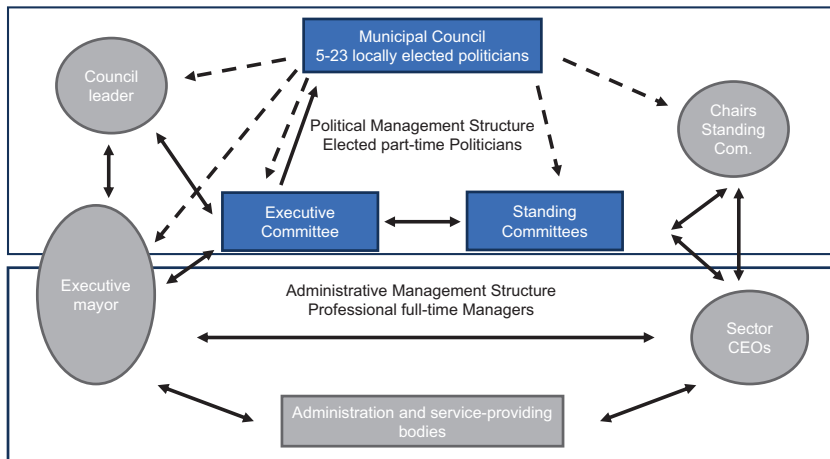 Municipal Council
5-23 locally elected politicians
Council
leader
Chairs
Standing
Com.
Political Management Structure
Elected part-time Politicians
Executive
Committee
Standing
Committees
Executive
mayor
Administrative Management Structure
Professional full-time Managers
Sector
CEOs
Administration and service-providing
bodies